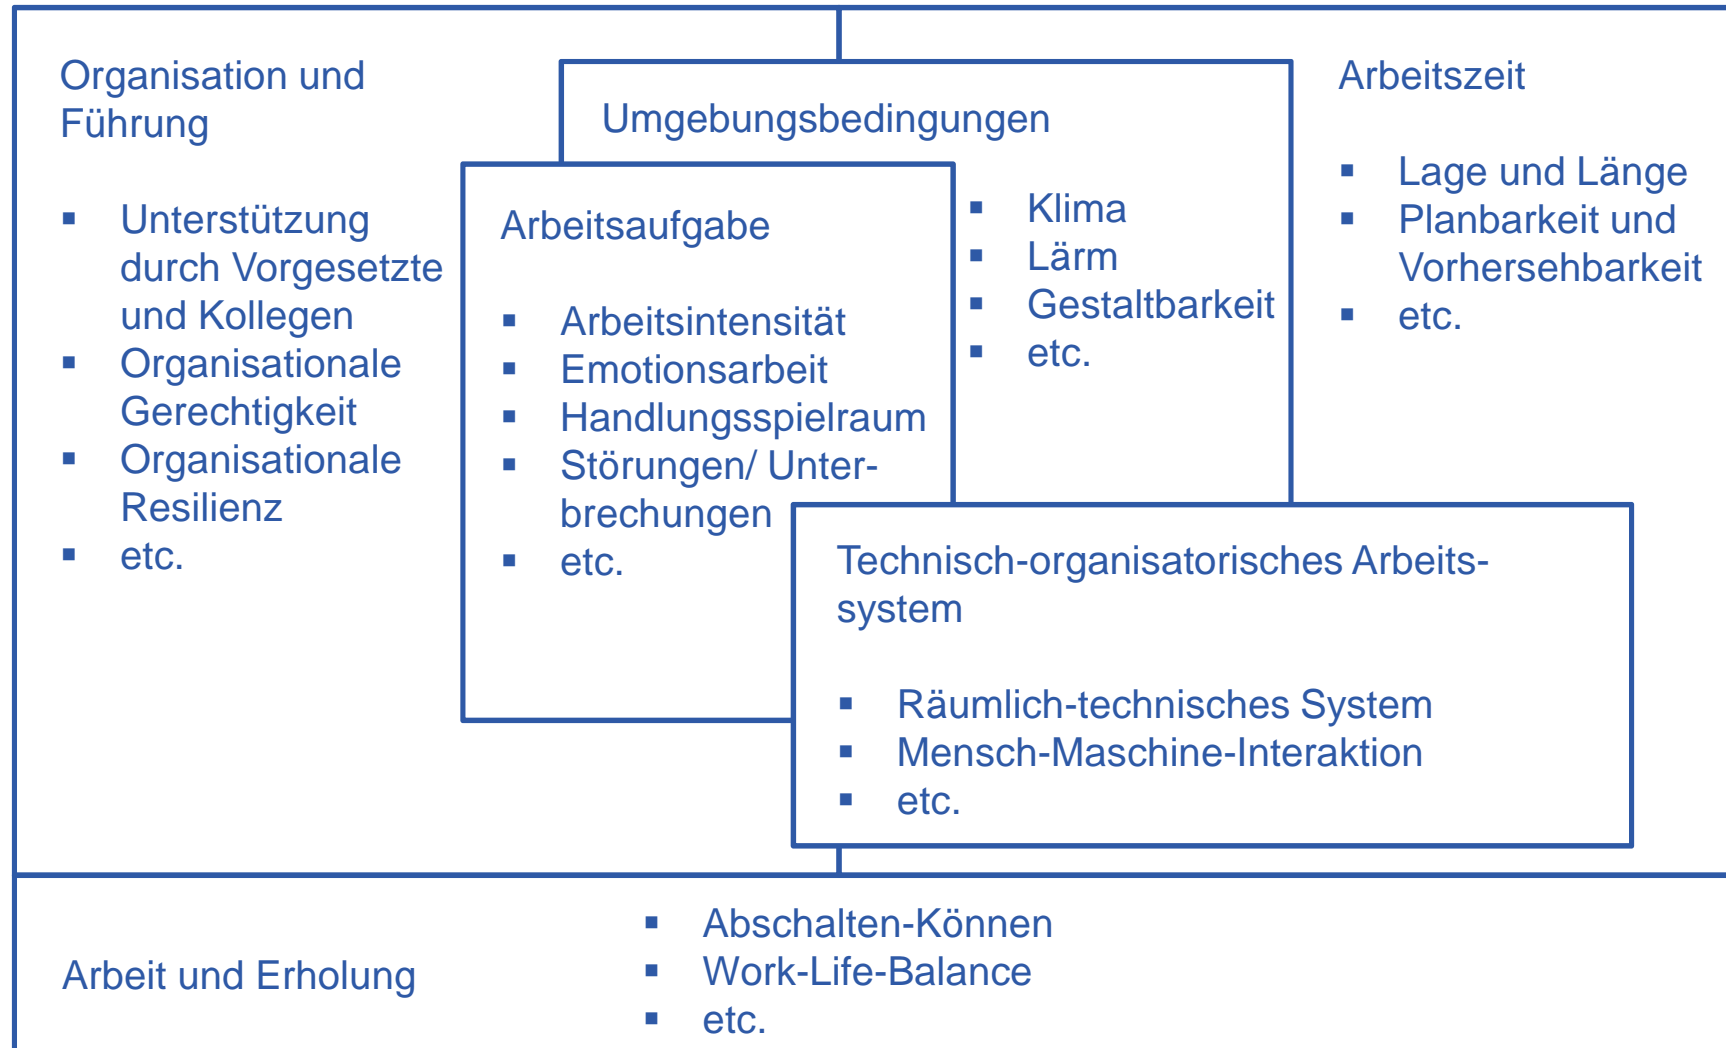 Organisation und
Führung
▪ Unterstützung
durch Vorgesetzte
und Kollegen
▪ Organisationale
Gerechtigkeit
▪ Organisationale
Resilienz
▪ etc.
Umgebungsbedingungen
▪ Klima
▪ Lärm
▪ Gestaltbarkeit
▪ etc.
Arbeitsaufgabe
▪ Arbeitsintensität
▪ Emotionsarbeit
▪ Handlungsspielraum
▪ Störungen/ Unter-
brechungen
▪ etc.
Arbeitszeit
▪ Lage und Länge
▪ Planbarkeit und
Vorhersehbarkeit
▪ etc.
Technisch-organisatorisches Arbeits-
system
▪ Räumlich-technisches System
▪ Mensch-Maschine-Interaktion
▪ etc.
Arbeit und Erholung
▪ Abschalten-Können
▪ Work-Life-Balance
▪ etc.